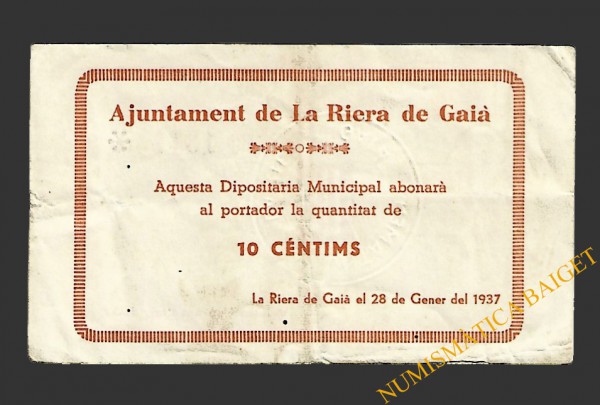 Ajuntament de La Riera de Gaià
Aquesta Dipositaria Municipal abonarà
al portador la quantitat de
10 CÉNTIMS
La Riera de Gaià el 28 de Gener del 1937
NUMISMÀTICA BAIGET